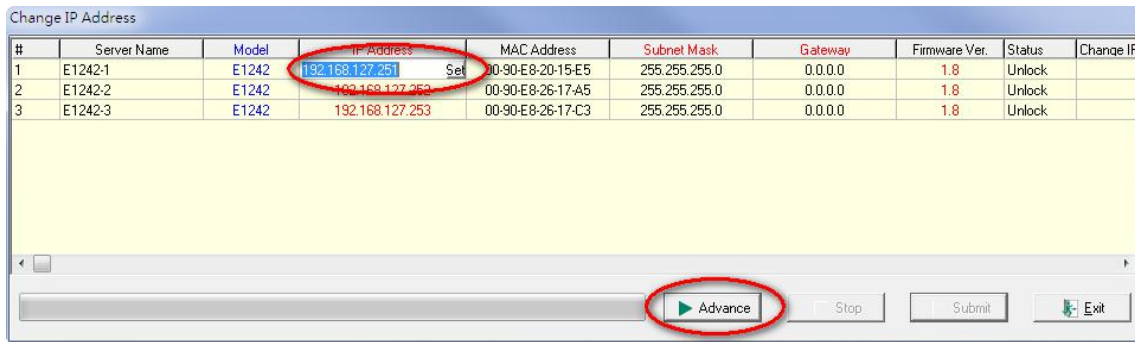 Change IP Address
# Server Name Model IP Address MAC Address Subnet Mask Gateway Firmware Ver. Status Change IP
1 E1242-1 E1242 192.168.127.251 Set 00-90-E8-20-15-E5 255.255.255.0 0.0.0.0 1.8 Unlock
2 E1242-2 E1242 192.168.127.252 00-90-E8-26-17-A5 255.255.255.0 0.0.0.0 1.8 Unlock
3 E1242-3 E1242 192.168.127.253 00-90-E8-26-17-C3 255.255.255.0 0.0.0.0 1.8 Unlock
Advance Stop Submit Exit